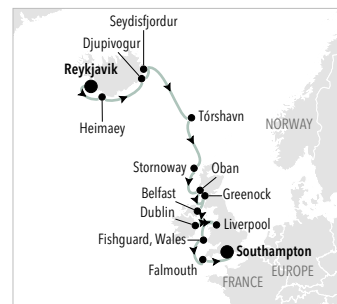 Seydisfjordur
Djupivogur
Reykjavik
Heimaey
Tórshavn
NORWAY
Stornoway
Oban
Belfast
Greenock
Dublin
Liverpool
Fishguard, Wales
Southampton
Falmouth
EUROPE
FRANCE